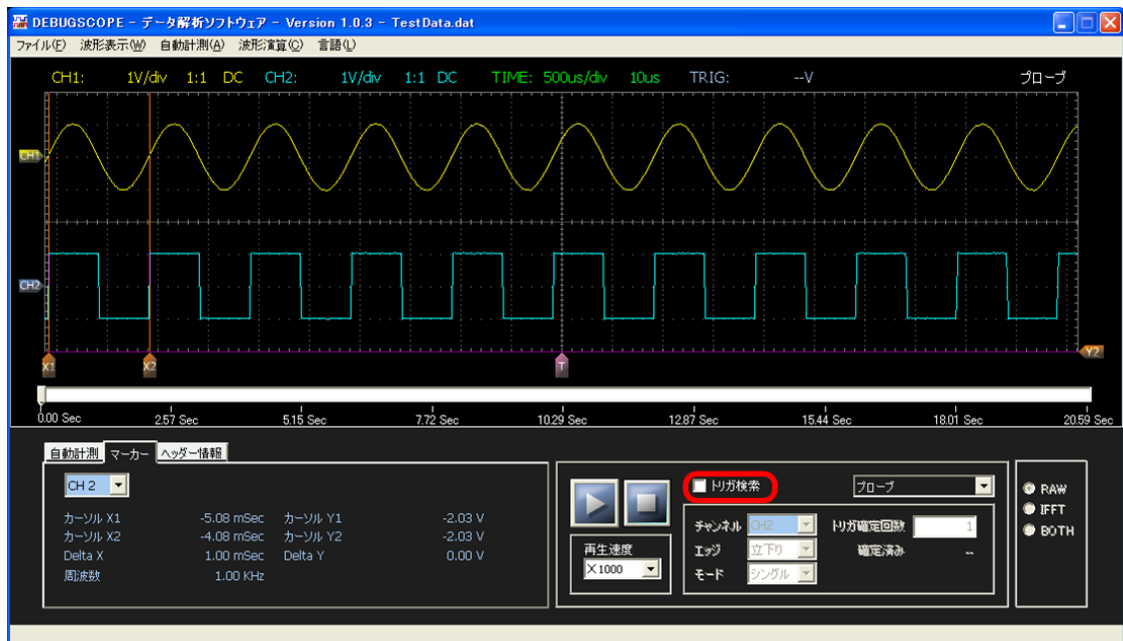 DEBUGSCOPE - データ解析ソフトウェア - Version 1.0.3 - TestData.dat
ファイル(F) 波形表示(W) 自動計測(A) 波形演算(C) 言語(L)
CH1: 1V/div 1:1 DC CH2: 1V/div 1:1 DC TIME: 500us/div 10us TRIG: --V プローブ
CH1
CH2
Y2
X1 X2 T
0.00 Sec 2.57 Sec 5.15 Sec 7.72 Sec 10.29 Sec 12.87 Sec 15.44 Sec 18.01 Sec 20.59 Sec
自動計測 マーカー ヘッダー情報
CH 2
カーソル X1 -5.08 mSec カーソル Y1 -2.03 V
カーソル X2 -4.08 mSec カーソル Y2 -2.03 V
Delta X 1.00 mSec Delta Y 0.00 V
周波数 1.00 KHz
再生速度
X1000
トリガ検索 プローブ
チャンネル CH2 トリガ確定回数 1
エッジ 立下り 確定済み --
モード シングル
RAW
IFFT
BOTH